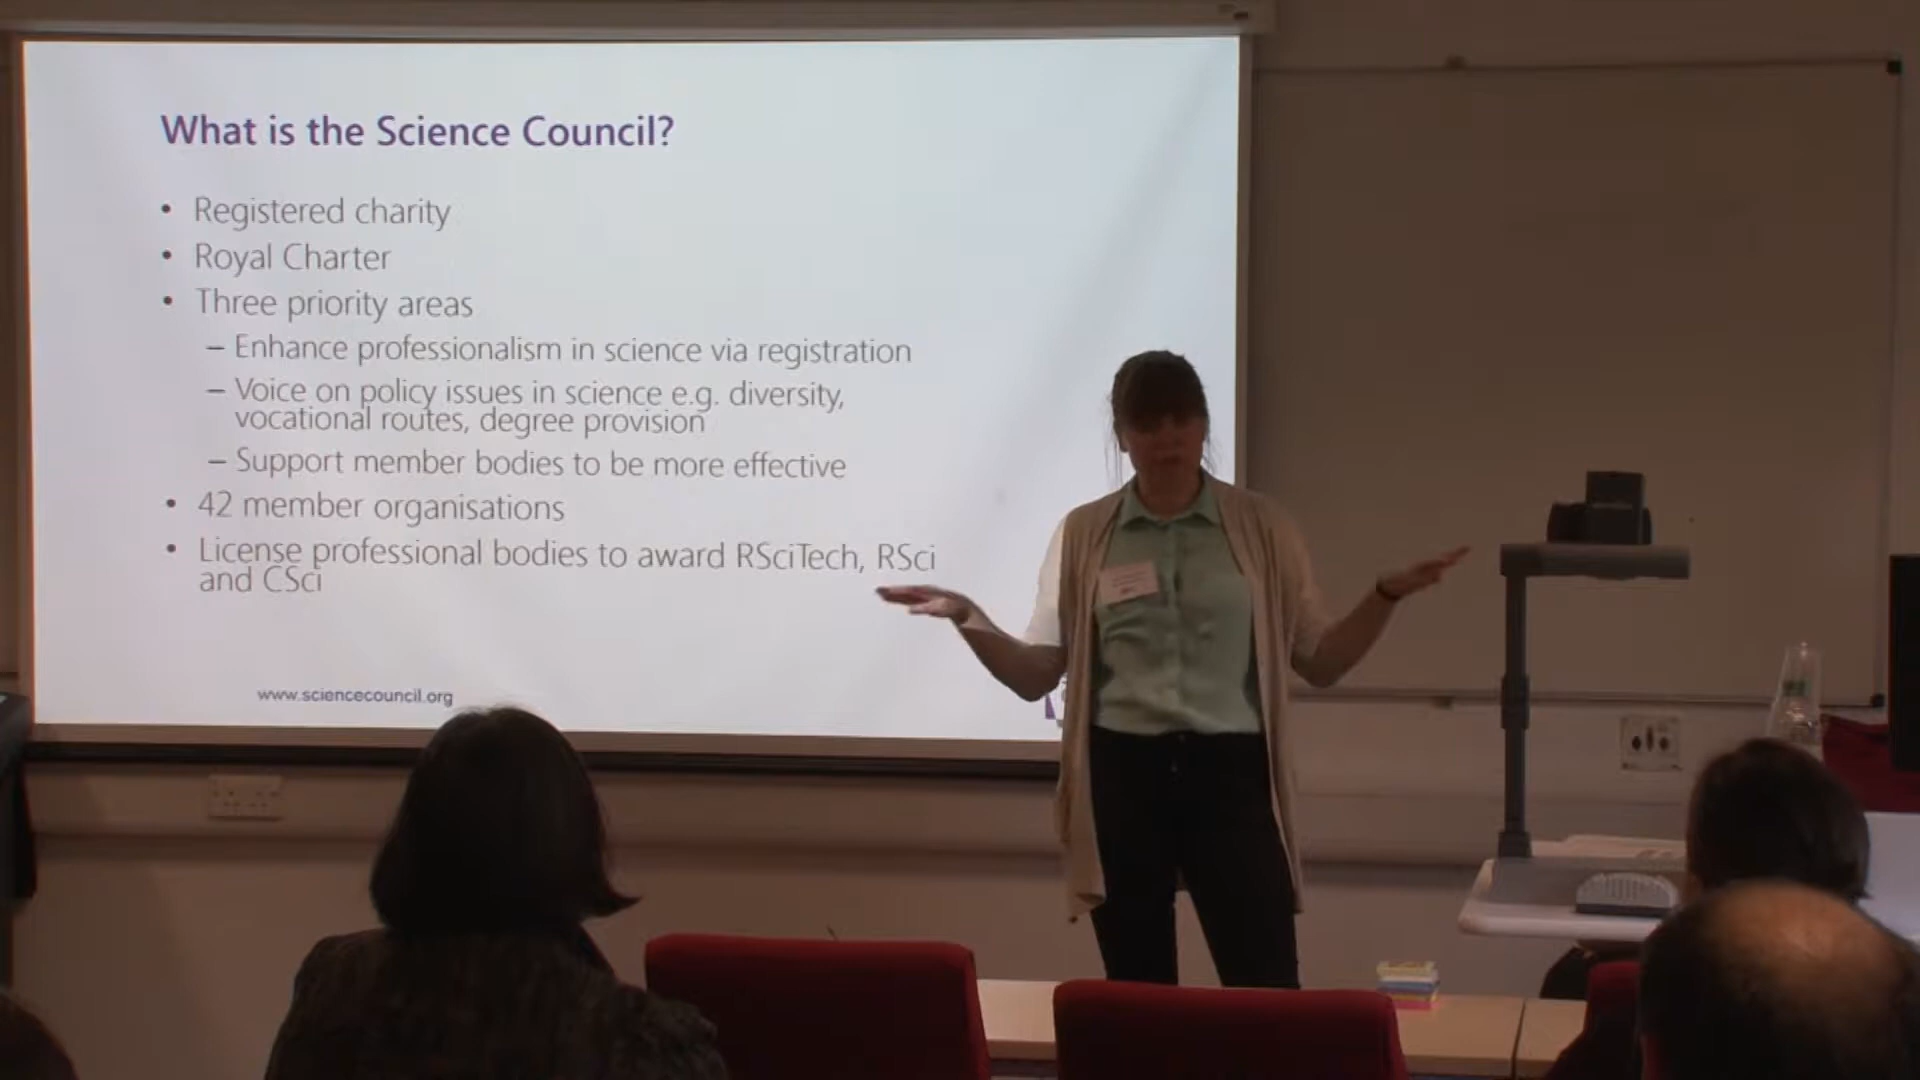 What is the Science Council?
• Registered charity
• Royal Charter
• Three priority areas
– Enhance professionalism in science via registration
– Voice on policy issues in science e.g. diversity,
vocational routes, degree provision
– Support member bodies to be more effective
• 42 member organisations
• License professional bodies to award RSciTech, RSci
and CSci
www.sciencecouncil.org